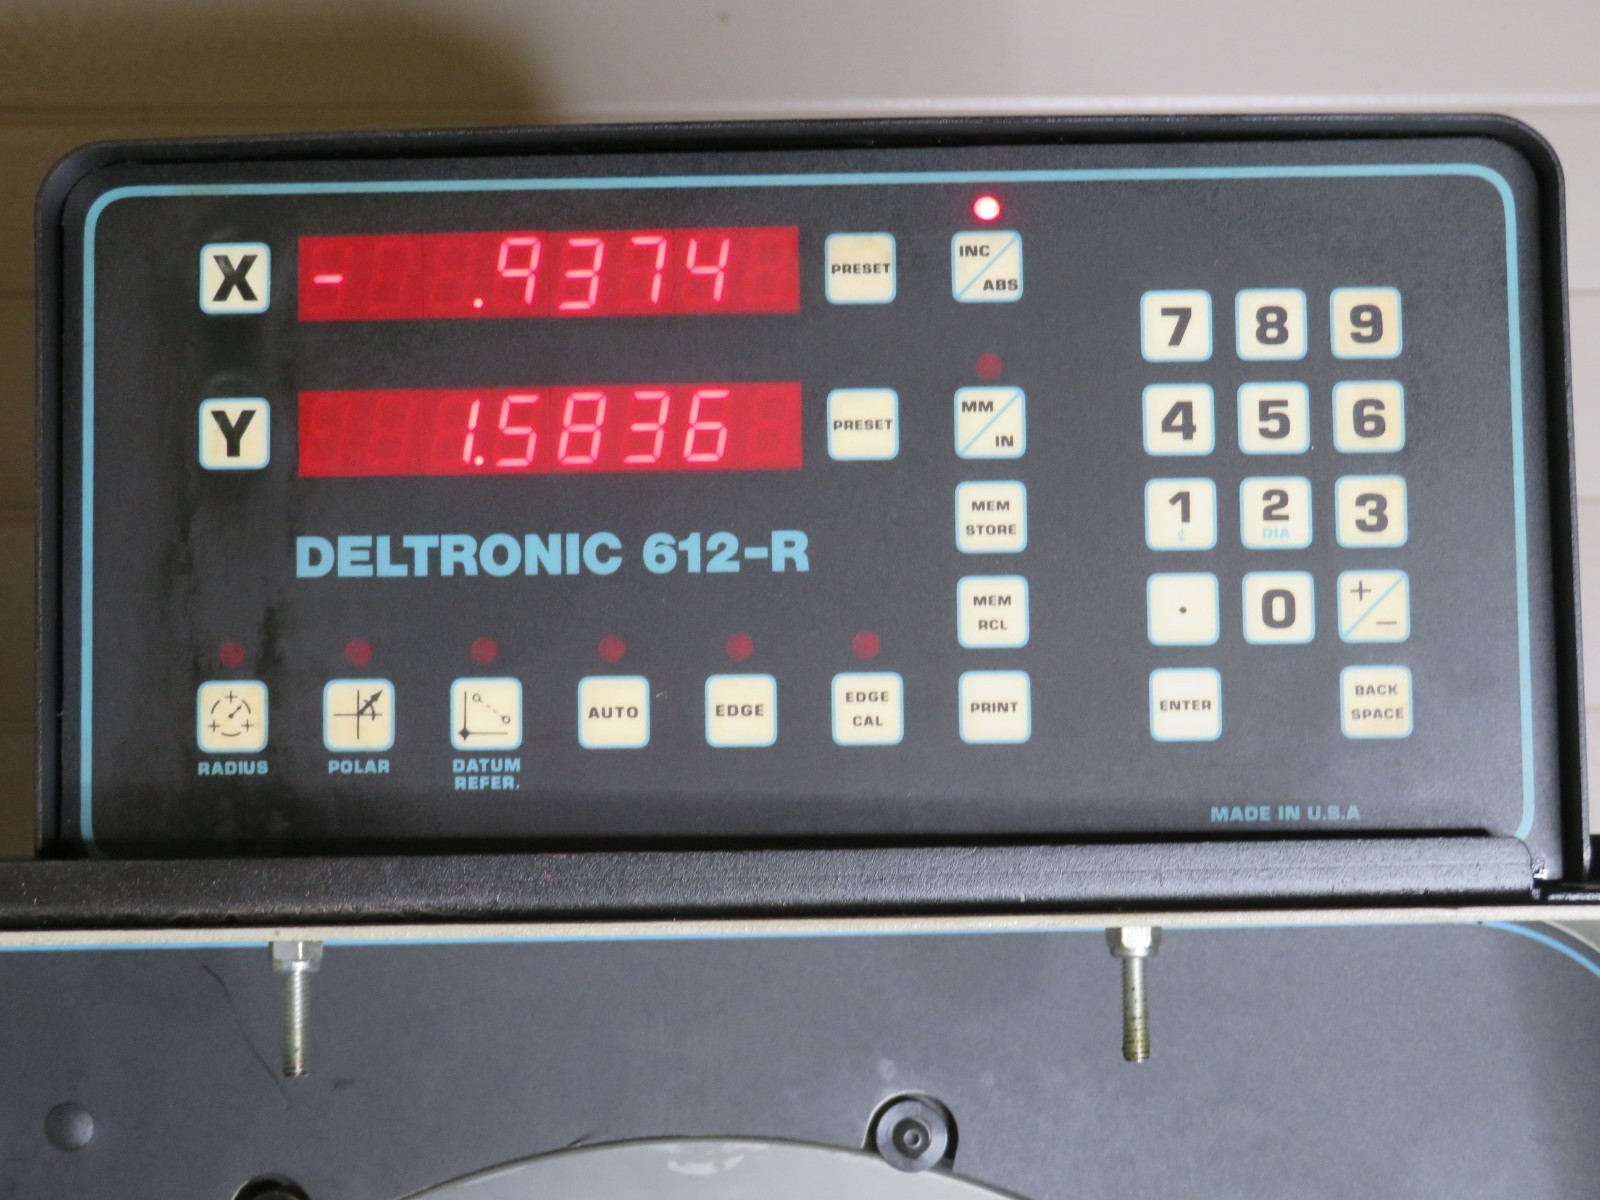 X
- .9374
PRESET
INC
ABS
Y
1.5836
PRESET
MM
IN
7 8 9
4 5 6
1 2 3
DIA
. 0 + −
DELTRONIC 612-R
MEM
STORE
MEM
RCL
RADIUS
POLAR
DATUM
REFER.
AUTO
EDGE
EDGE
CAL
PRINT
ENTER
BACK
SPACE
MADE IN U.S.A